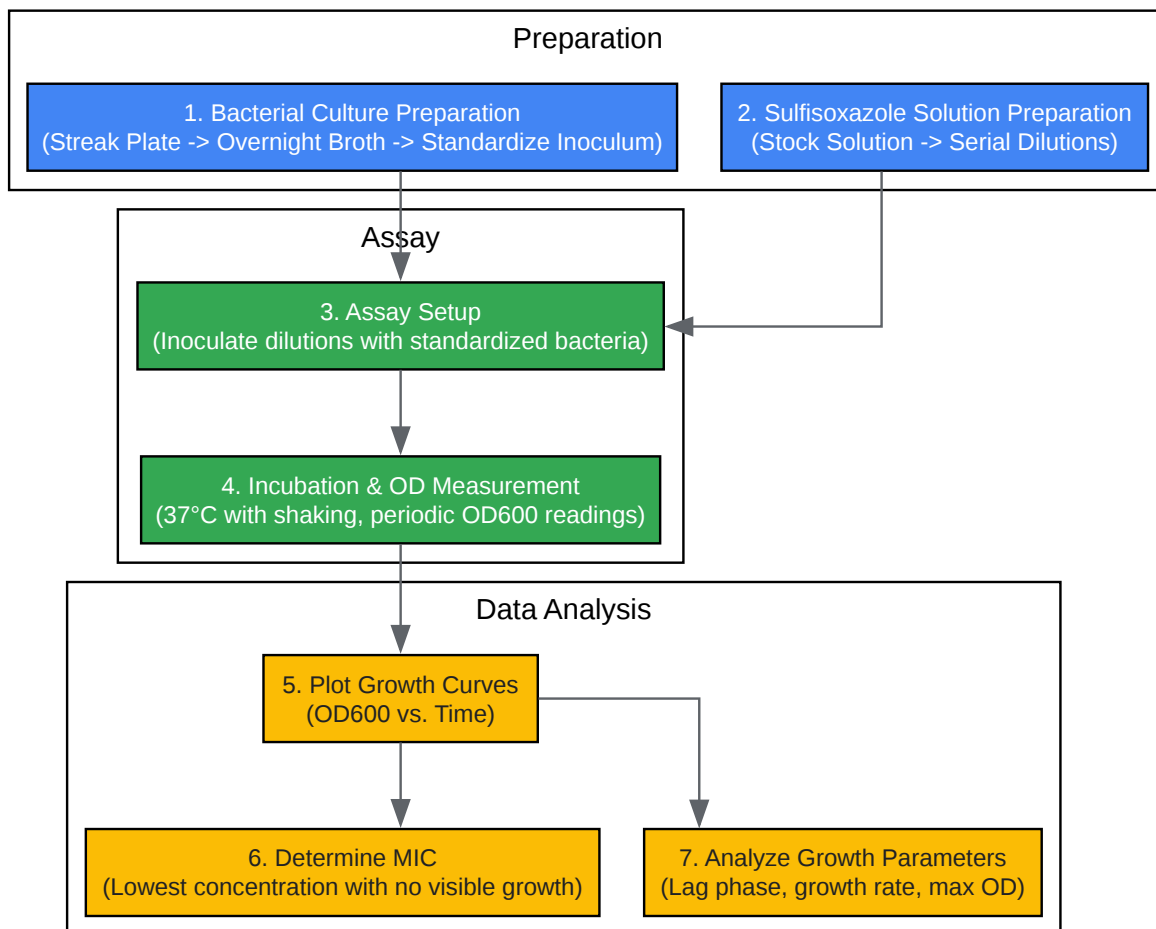 Preparation
1. Bacterial Culture Preparation
(Streak Plate -> Overnight Broth -> Standardize Inoculum)
2. Sulfisoxazole Solution Preparation
(Stock Solution -> Serial Dilutions)
Assay
3. Assay Setup
(Inoculate dilutions with standardized bacteria)
4. Incubation & OD Measurement
(37°C with shaking, periodic OD600 readings)
Data Analysis
5. Plot Growth Curves
(OD600 vs. Time)
6. Determine MIC
(Lowest concentration with no visible growth)
7. Analyze Growth Parameters
(Lag phase, growth rate, max OD)